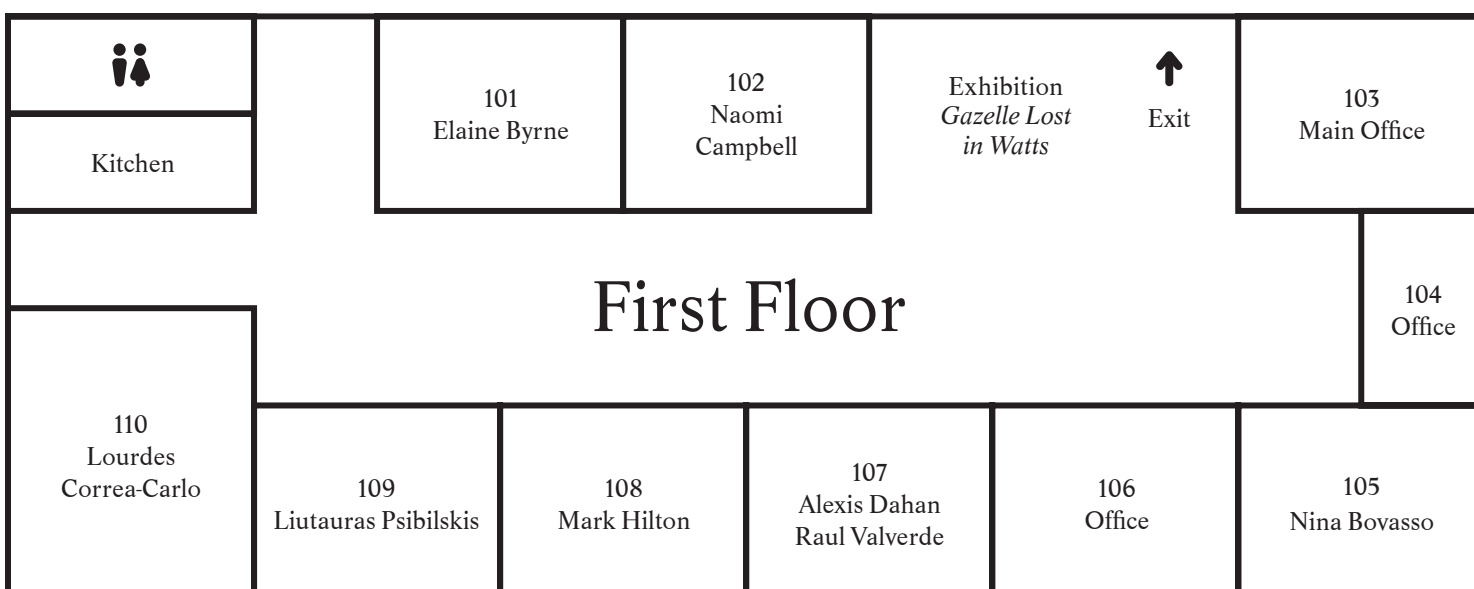 101
Elaine Byrne
102
Naomi
Campbell
Exhibition
Gazelle Lost
in Watts
Exit
103
Main Office
Kitchen
First Floor
104
Office
110
Lourdes
Correa-Carlo
109
Liutauras Psibilskis
108
Mark Hilton
107
Alexis Dahan
Raul Valverde
106
Office
105
Nina Bovasso